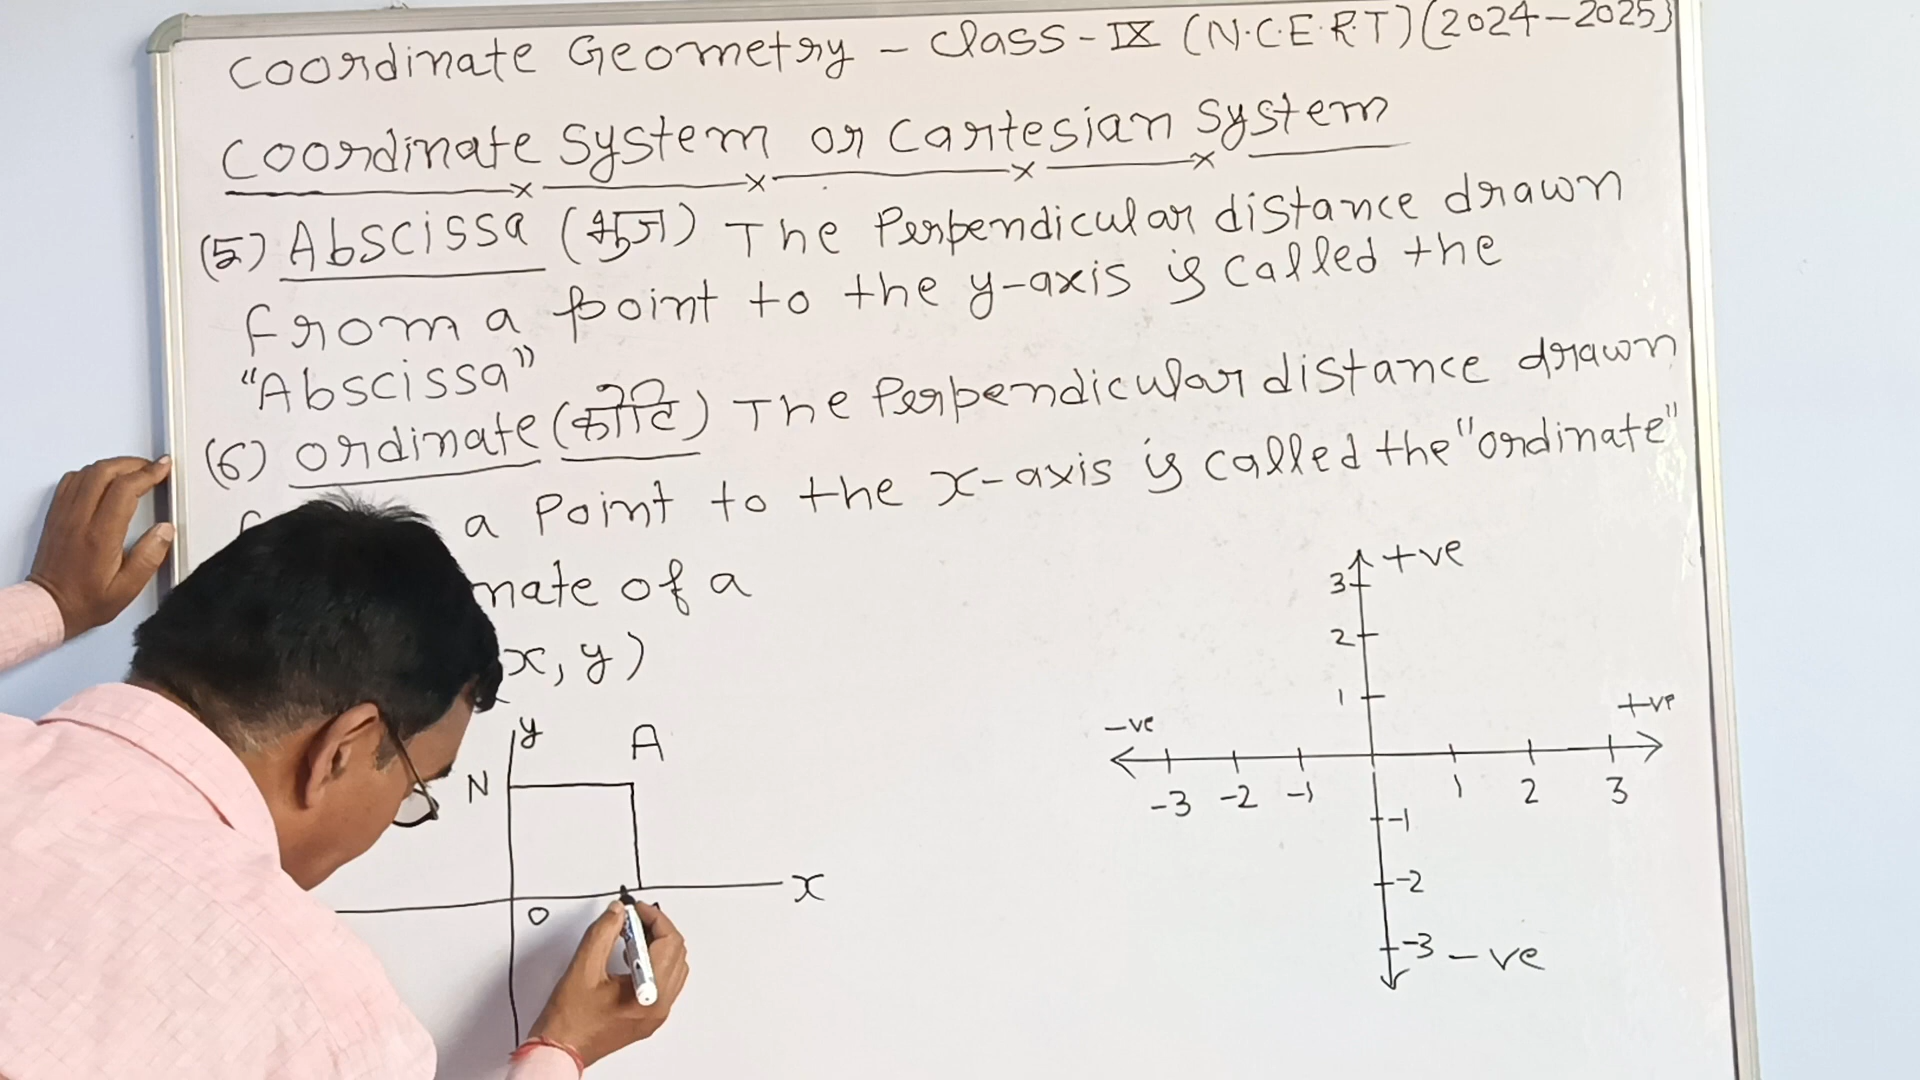 Coordinate Geometry - Class-IX (N.C.E.R.T) (2024-2025)
Coordinate System or Cartesian System
(5) Abscissa (भुज) The Perpendicular distance drawn
from a point to the y-axis is called the
"Abscissa"
(6) ordinate (कोटि) The Perpendicular distance drawn
a Point to the x-axis is called the "ordinate"
of a
x, y)
y A
N
O x
+ve
3
2
1
-ve +ve
-3 -2 -1 1 2 3
-1
-2
-3 -ve